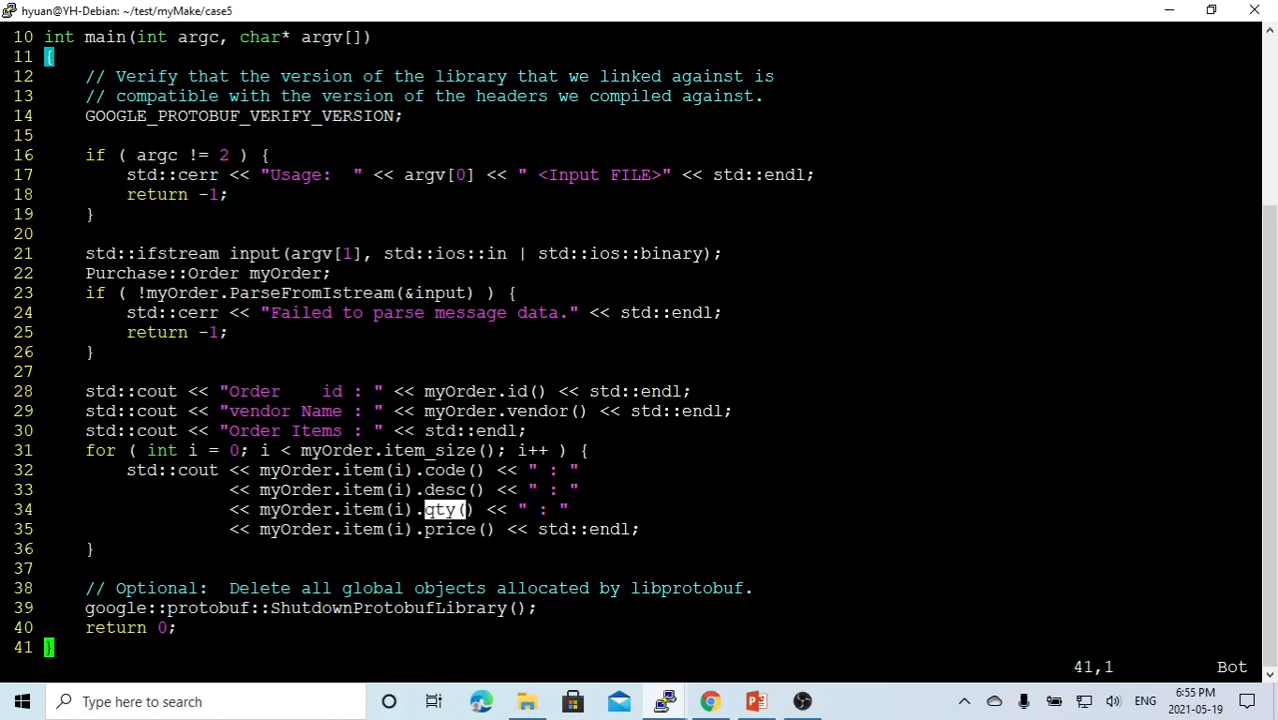 hyuan@YH-Debian: ~/test/myMake/case5
10 int main(int argc, char* argv[])
11 {
12     // Verify that the version of the library that we linked against is
13     // compatible with the version of the headers we compiled against.
14     GOOGLE_PROTOBUF_VERIFY_VERSION;
15
16     if ( argc != 2 ) {
17         std::cerr << "Usage:  " << argv[0] << " <Input FILE>" << std::endl;
18         return -1;
19     }
20
21     std::ifstream input(argv[1], std::ios::in | std::ios::binary);
22     Purchase::Order myOrder;
23     if ( !myOrder.ParseFromIstream(&input) ) {
24         std::cerr << "Failed to parse message data." << std::endl;
25         return -1;
26     }
27
28     std::cout << "Order    id : " << myOrder.id() << std::endl;
29     std::cout << "vendor Name : " << myOrder.vendor() << std::endl;
30     std::cout << "Order Items : " << std::endl;
31     for ( int i = 0; i < myOrder.item_size(); i++ ) {
32         std::cout << myOrder.item(i).code() << " : "
33                   << myOrder.item(i).desc() << " : "
34                   << myOrder.item(i).qty() << " : "
35                   << myOrder.item(i).price() << std::endl;
36     }
37
38     // Optional:  Delete all global objects allocated by libprotobuf.
39     google::protobuf::ShutdownProtobufLibrary();
40     return 0;
41 }
41,1 Bot
Type here to search
ENG
6:55 PM
2021-05-19